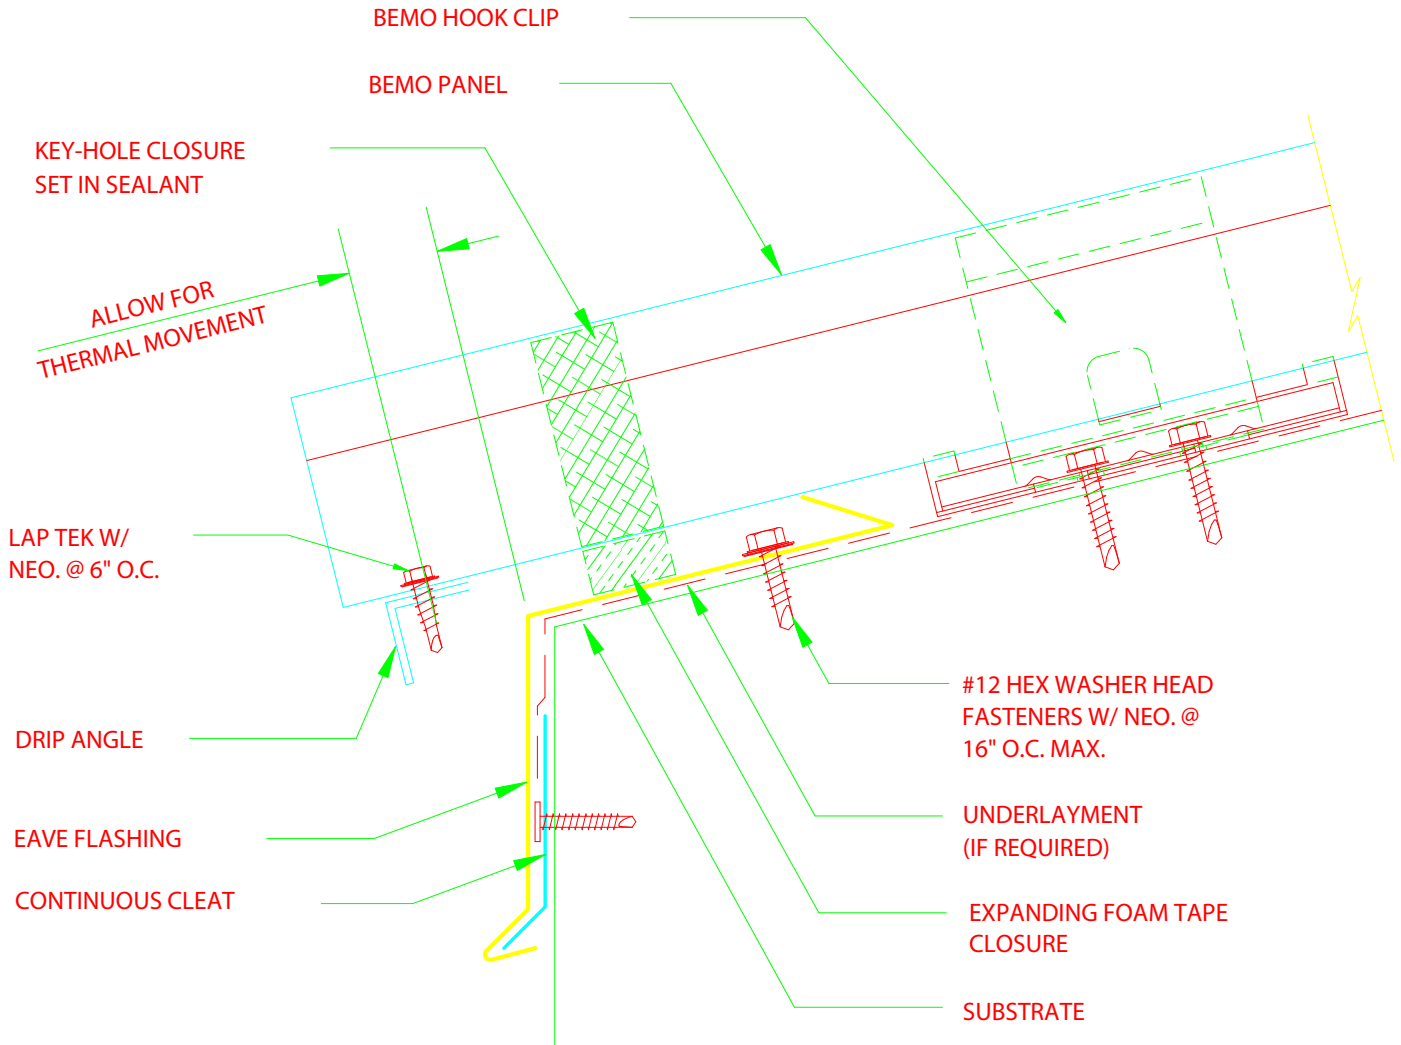 BEMO HOOK CLIP
BEMO PANEL
KEY-HOLE CLOSURE
SET IN SEALANT
ALLOW FOR
THERMAL MOVEMENT
LAP TEK W/
NEO. @ 6" O.C.
DRIP ANGLE
EAVE FLASHING
CONTINUOUS CLEAT
#12 HEX WASHER HEAD
FASTENERS W/ NEO. @
16" O.C. MAX.
UNDERLAYMENT
(IF REQUIRED)
EXPANDING FOAM TAPE
CLOSURE
SUBSTRATE